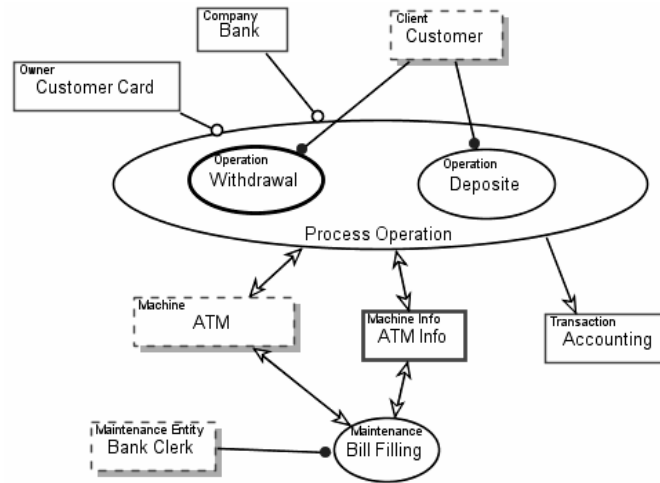 Company
Bank
Client
Customer
Owner
Customer Card
Operation
Withdrawal
Operation
Deposite
Process Operation
Machine
ATM
Machine Info
ATM Info
Transaction
Accounting
Maintenance Entity
Bank Clerk
Maintenance
Bill Filling